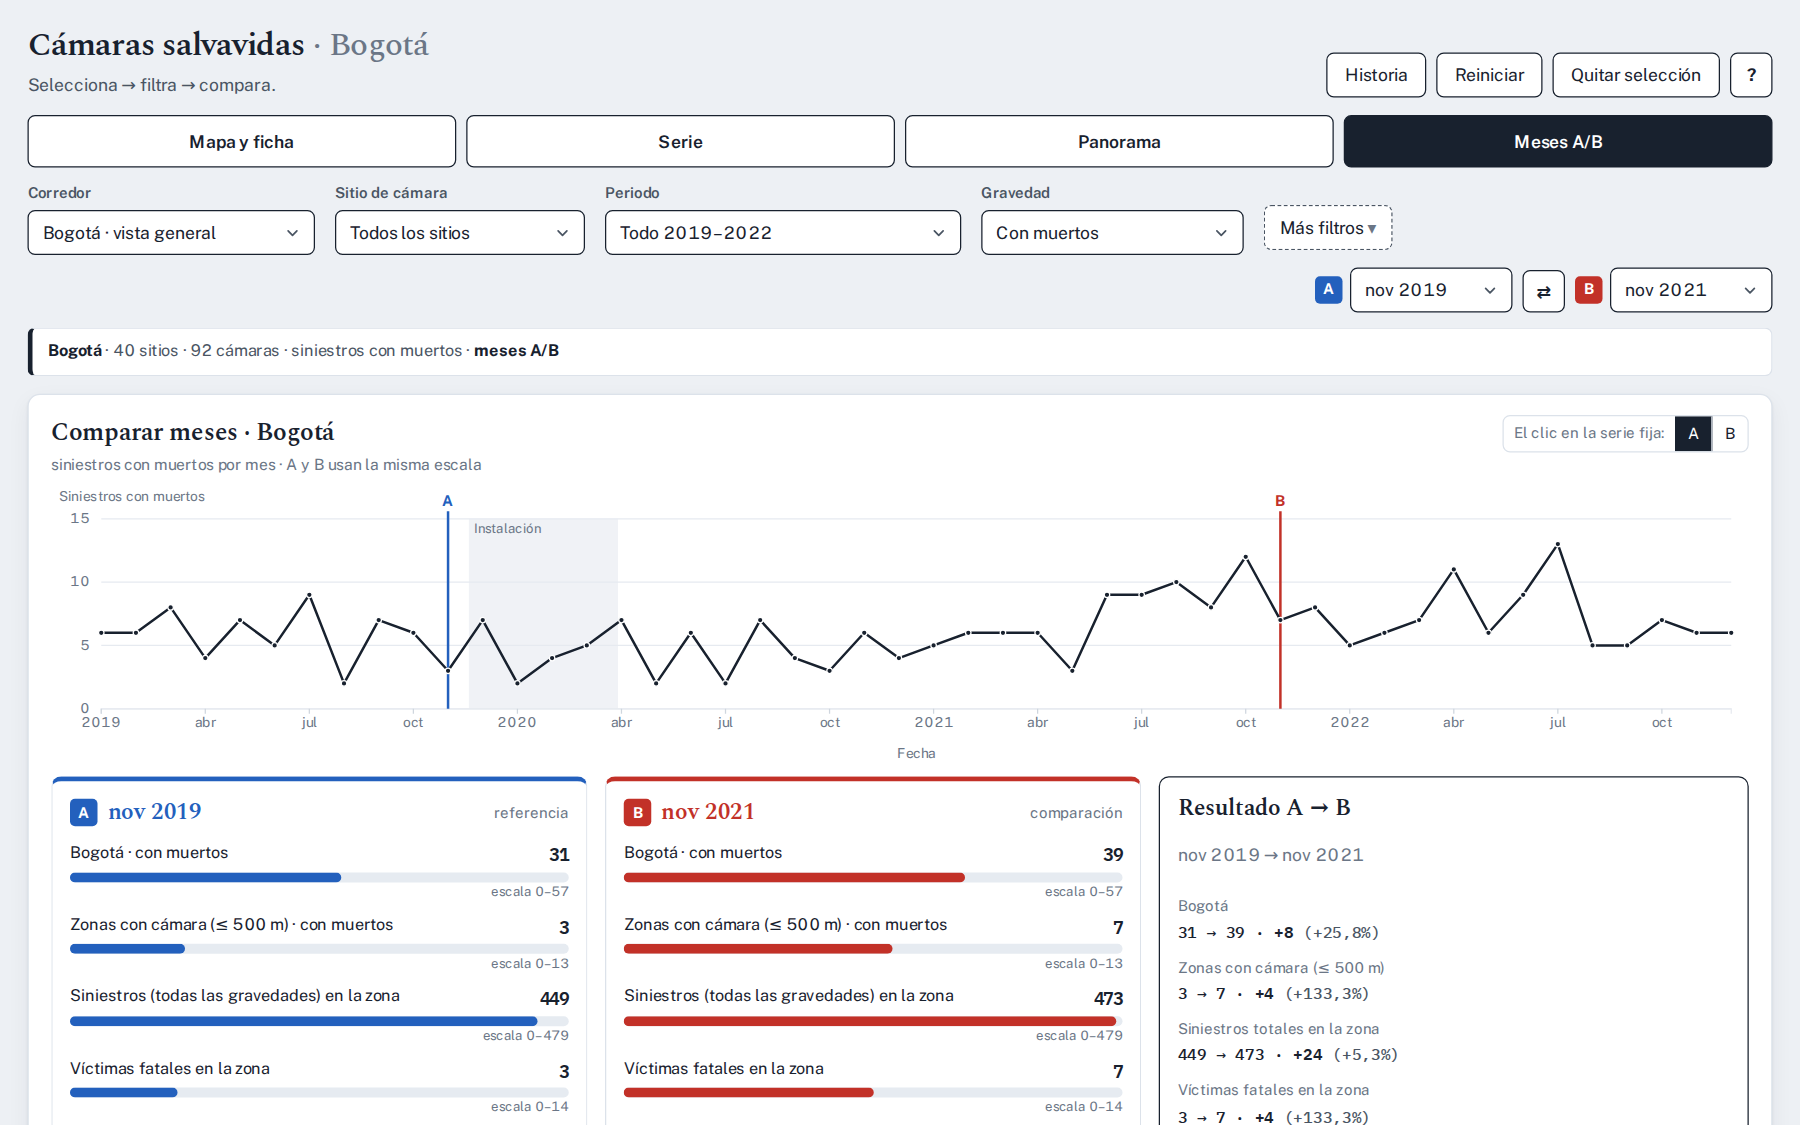 Cámaras salvavidas · Bogotá
Selecciona → filtra → compara.
Historia
Reiniciar
Quitar selección
?
Mapa y ficha
Serie
Panorama
Meses A/B
Corredor
Sitio de cámara
Periodo
Gravedad
Bogotá · vista general
Todos los sitios
Todo 2019–2022
Con muertos
Más filtros ▾
A
nov 2019
⇄
B
nov 2021
Bogotá · 40 sitios · 92 cámaras · siniestros con muertos · meses A/B
Comparar meses · Bogotá
El clic en la serie fija:
A
B
siniestros con muertos por mes · A y B usan la misma escala
Siniestros con muertos
A
B
15
Instalación
10
5
0
2019 abr jul oct 2020 abr jul oct 2021 abr jul oct 2022 abr jul oct
Fecha
A nov 2019 referencia
Bogotá · con muertos 31
escala 0–57
Zonas con cámara (≤ 500 m) · con muertos 3
escala 0–13
Siniestros (todas las gravedades) en la zona 449
escala 0–479
Víctimas fatales en la zona 3
escala 0–14
B nov 2021 comparación
Bogotá · con muertos 39
escala 0–57
Zonas con cámara (≤ 500 m) · con muertos 7
escala 0–13
Siniestros (todas las gravedades) en la zona 473
escala 0–479
Víctimas fatales en la zona 7
escala 0–14
Resultado A → B
nov 2019 → nov 2021
Bogotá
31 → 39 · +8 (+25,8%)
Zonas con cámara (≤ 500 m)
3 → 7 · +4 (+133,3%)
Siniestros totales en la zona
449 → 473 · +24 (+5,3%)
Víctimas fatales en la zona
3 → 7 · +4 (+133,3%)